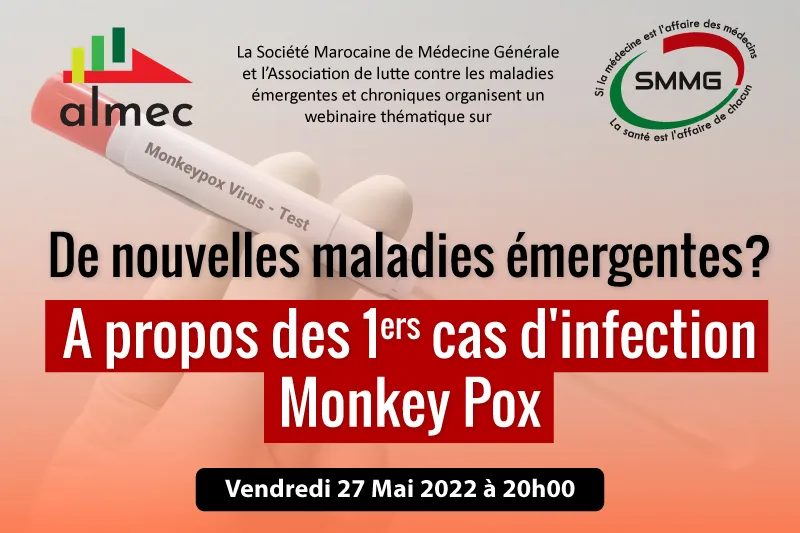 almec
La Société Marocaine de Médecine Générale
et l'Association de lutte contre les maladies
émergentes et chroniques organisent un
webinaire thématique sur
Si la médecine est l'affaire des médecins
SMMG
La santé est l'affaire de chacun
Monkeypox Virus - Test
De nouvelles maladies émergentes?
A propos des 1ers cas d'infection
Monkey Pox
Vendredi 27 Mai 2022 à 20h00